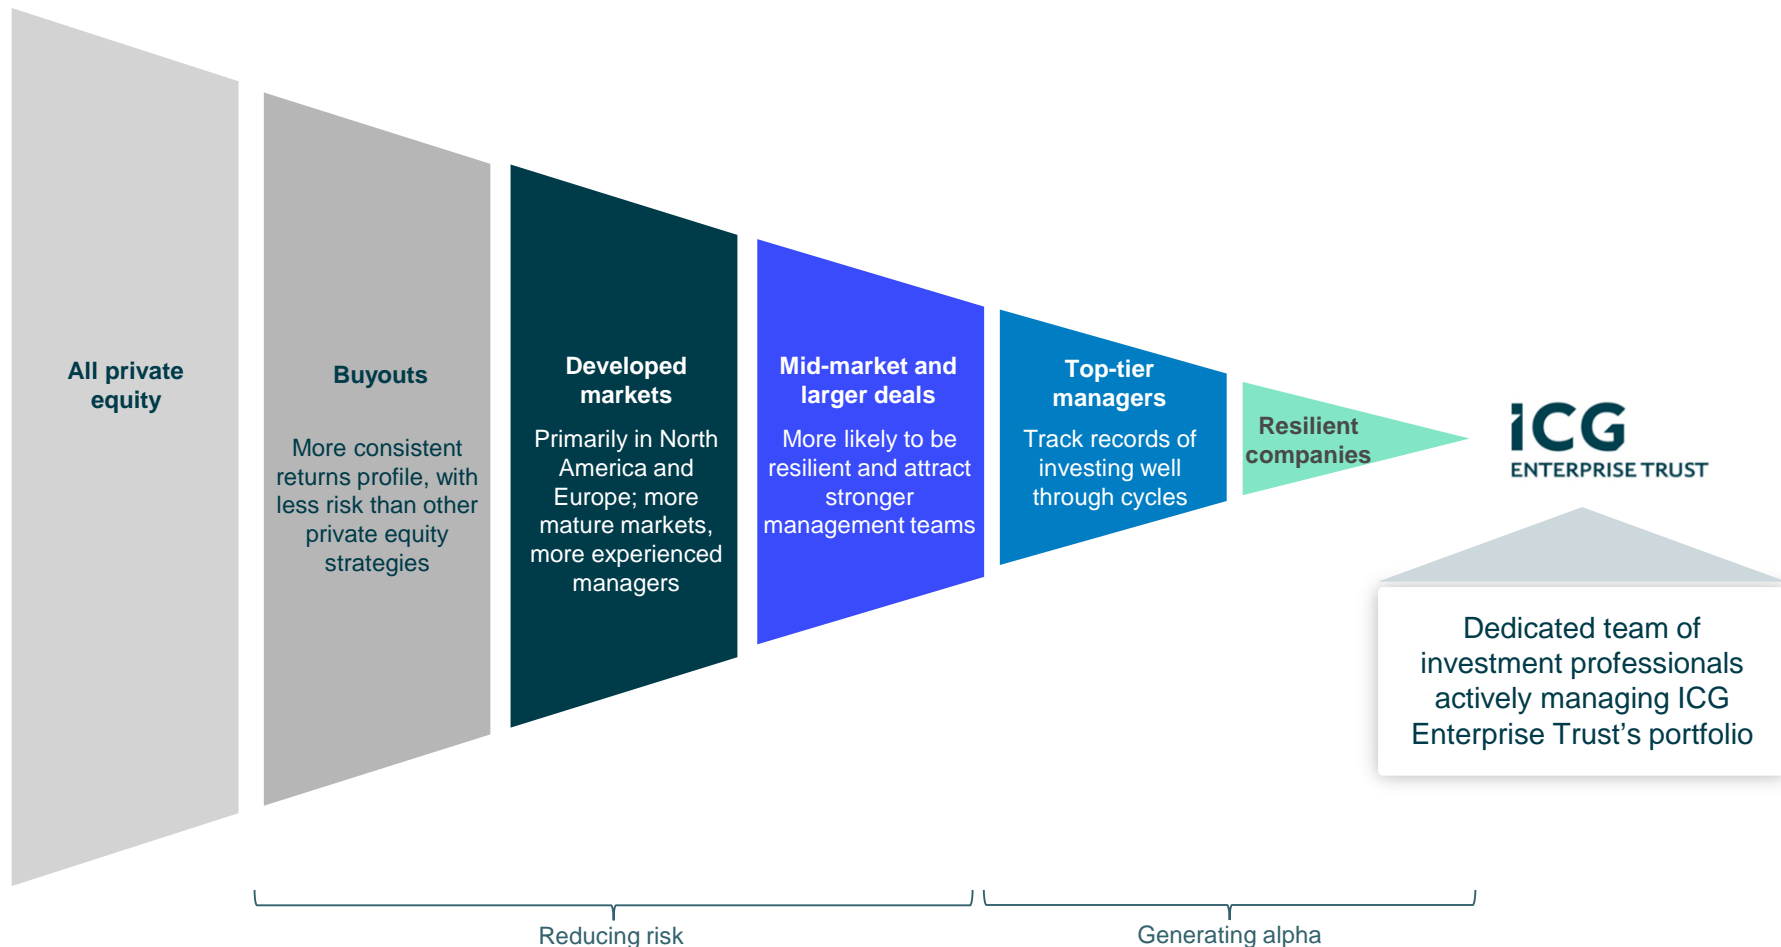 All private
equity
Buyouts
More consistent
returns profile, with
less risk than other
private equity
strategies
Developed
markets
Primarily in North
America and
Europe; more
mature markets,
more experienced
managers
Mid-market and
larger deals
More likely to be
resilient and attract
stronger
management teams
Top-tier
managers
Track records of
investing well
through cycles
Resilient
companies
ICG
ENTERPRISE TRUST
Dedicated team of
investment professionals
actively managing ICG
Enterprise Trust’s portfolio
Reducing risk
Generating alpha